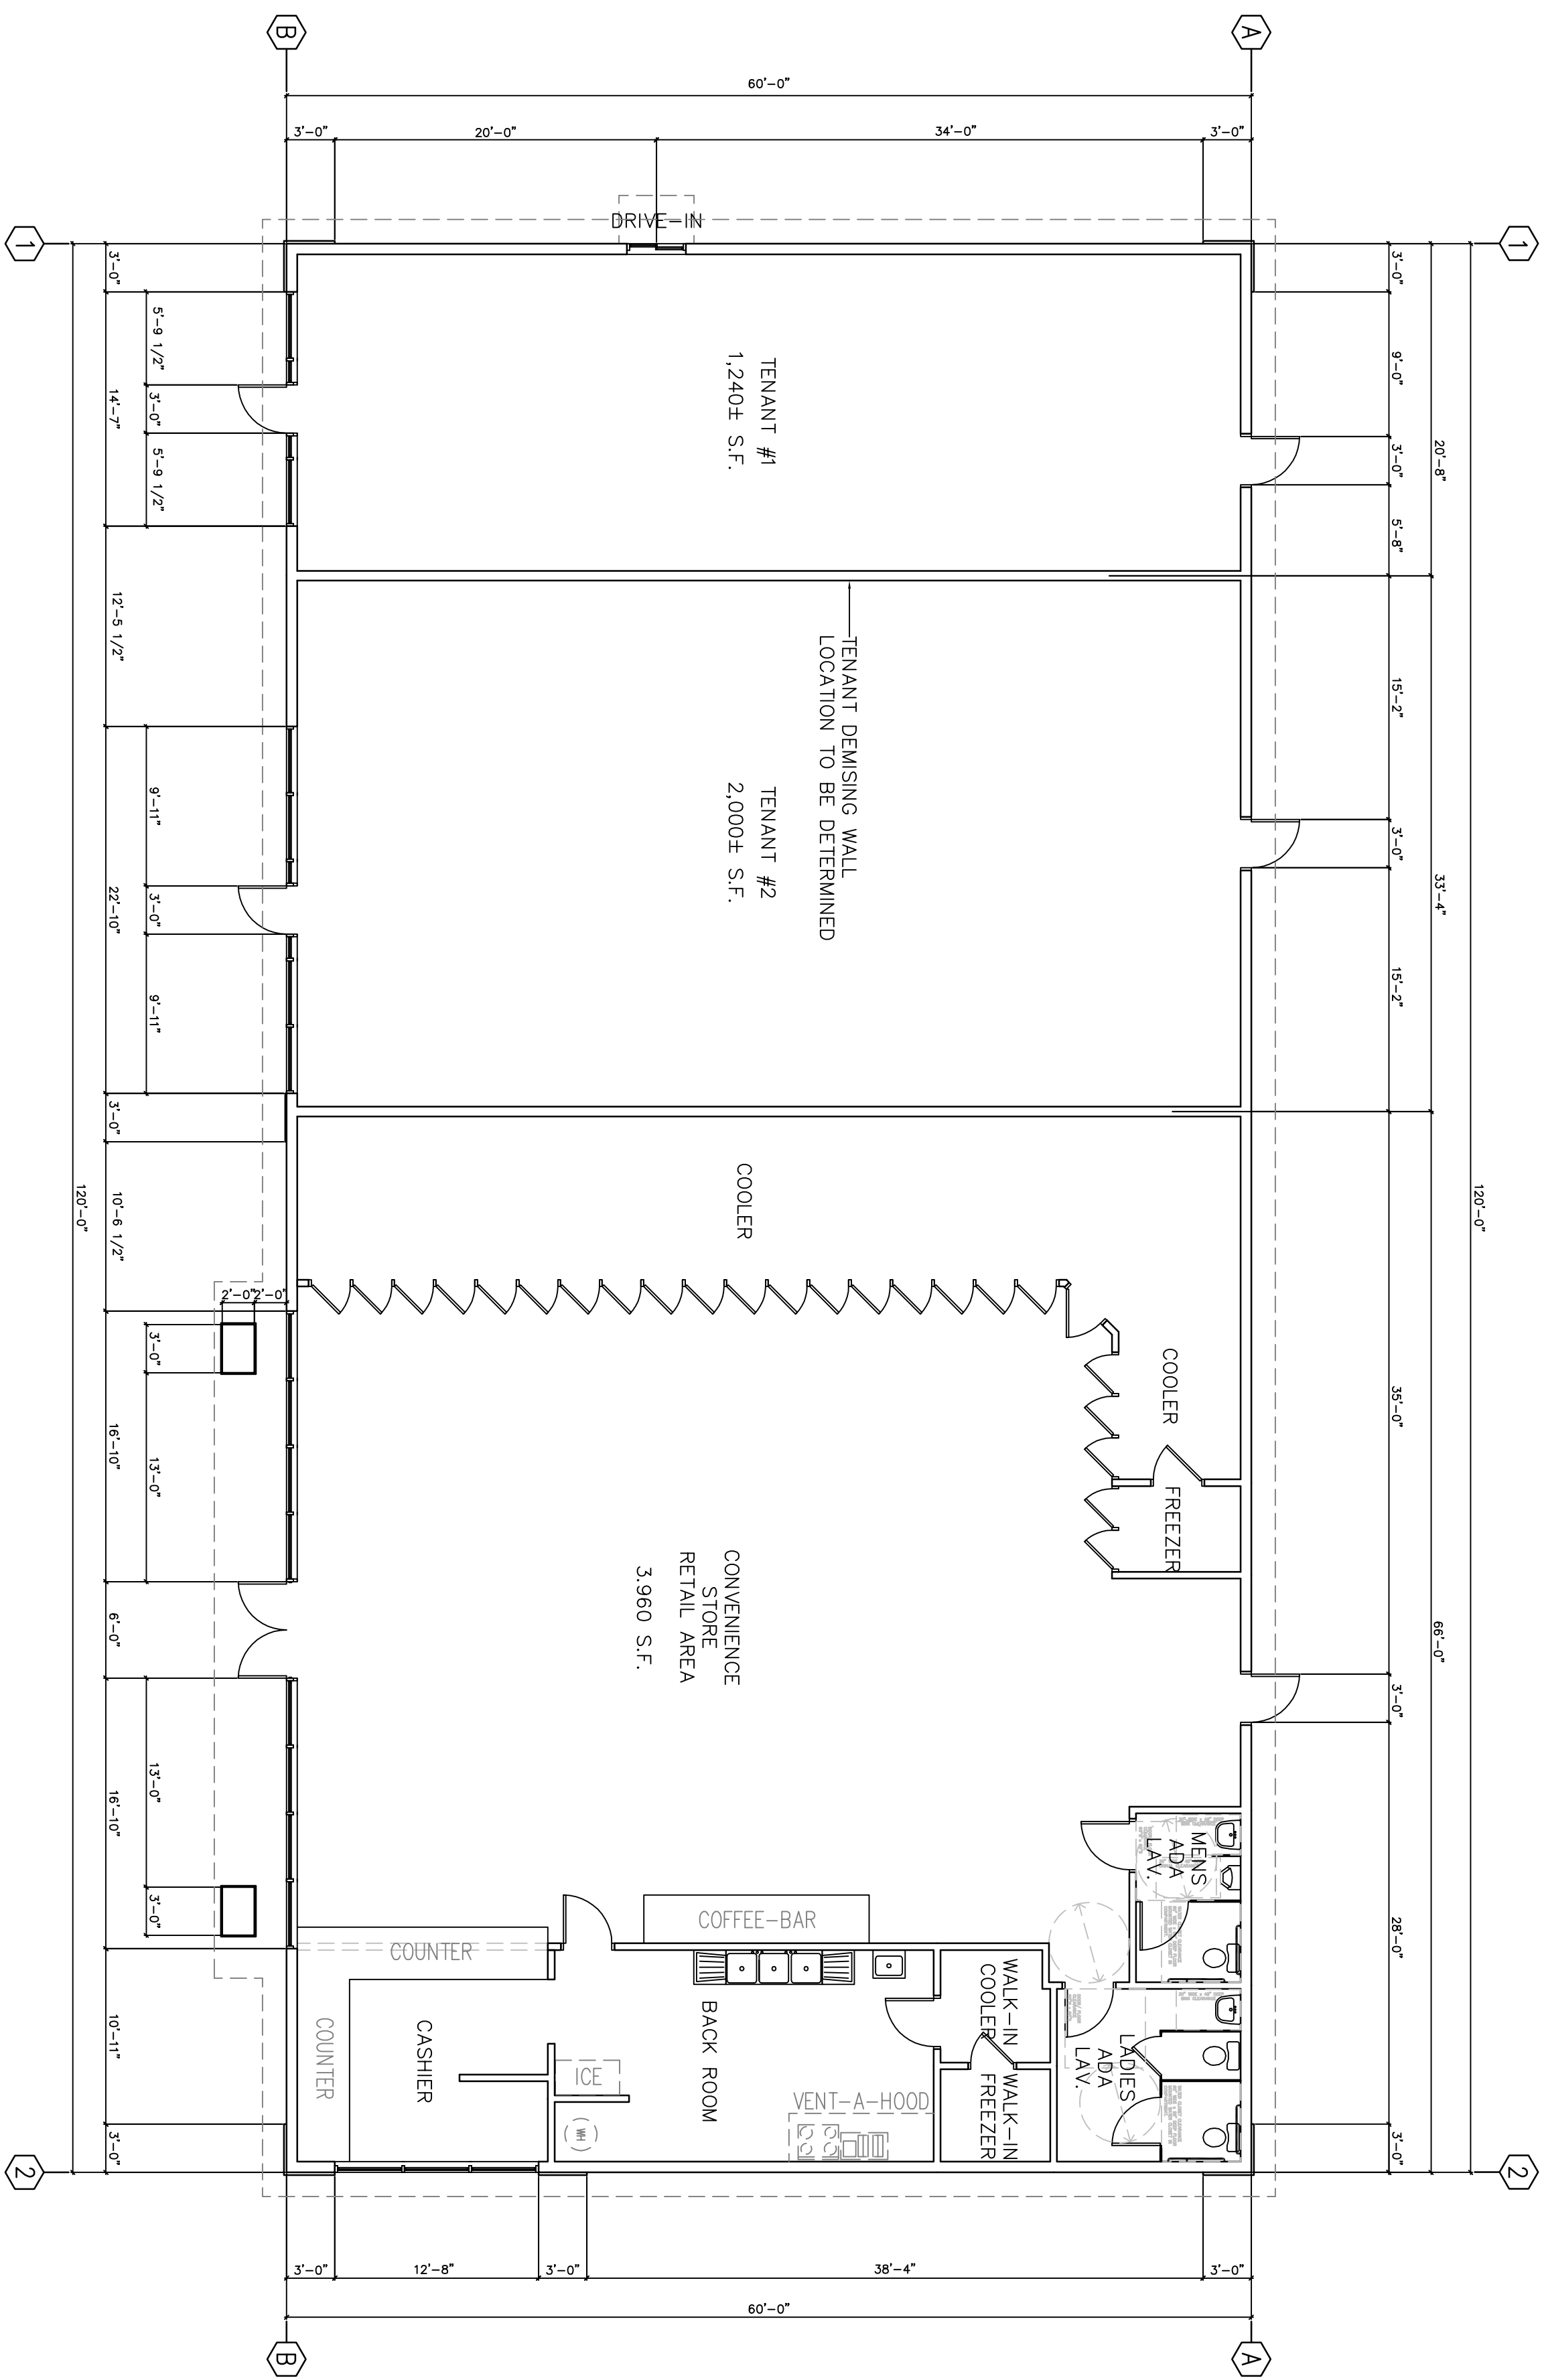 B
A
60'-0"
3'-0"
20'-0"
34'-0"
3'-0"
DRIVE-IN
1
1
120'-0"
20'-8"
33'-4"
66'-0"
3'-0"
9'-0"
3'-0"
5'-8"
15'-2"
3'-0"
15'-2"
35'-0"
3'-0"
28'-0"
3'-0"
TENANT #1
1,240± S.F.
TENANT DEMISING WALL
LOCATION TO BE DETERMINED
TENANT #2
2,000± S.F.
COOLER
COOLER
FREEZER
CONVENIENCE
STORE
RETAIL AREA
3.960 S.F.
MENS
ADA
LAV.
LADIES
ADA
LAV.
COFFEE-BAR
WALK-IN
COOLER
WALK-IN
FREEZER
BACK ROOM
VENT-A-HOOD
ICE
WH
COUNTER
COUNTER
CASHIER
2'-0"
2'-0"
5'-9 1/2"
3'-0"
5'-9 1/2"
9'-11"
3'-0"
9'-11"
3'-0"
13'-0"
13'-0"
3'-0"
3'-0"
14'-7"
12'-5 1/2"
22'-10"
3'-0"
10'-6 1/2"
16'-10"
6'-0"
16'-10"
10'-11"
3'-0"
120'-0"
2
2
3'-0"
12'-8"
3'-0"
38'-4"
3'-0"
60'-0"
B
A